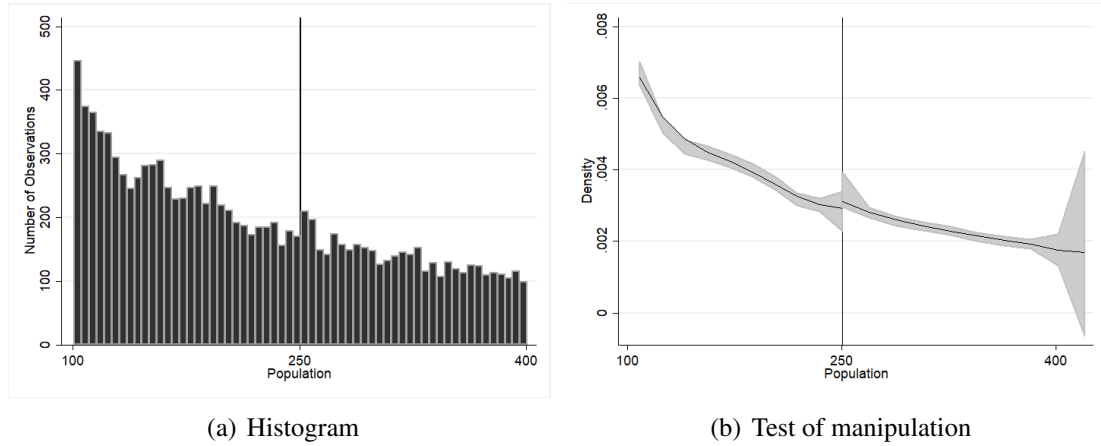 500
400
300
200
100
0
Number of Observations
100
250
400
Population
(a) Histogram
.008
.006
.004
.002
0
Density
100
250
400
Population
(b) Test of manipulation